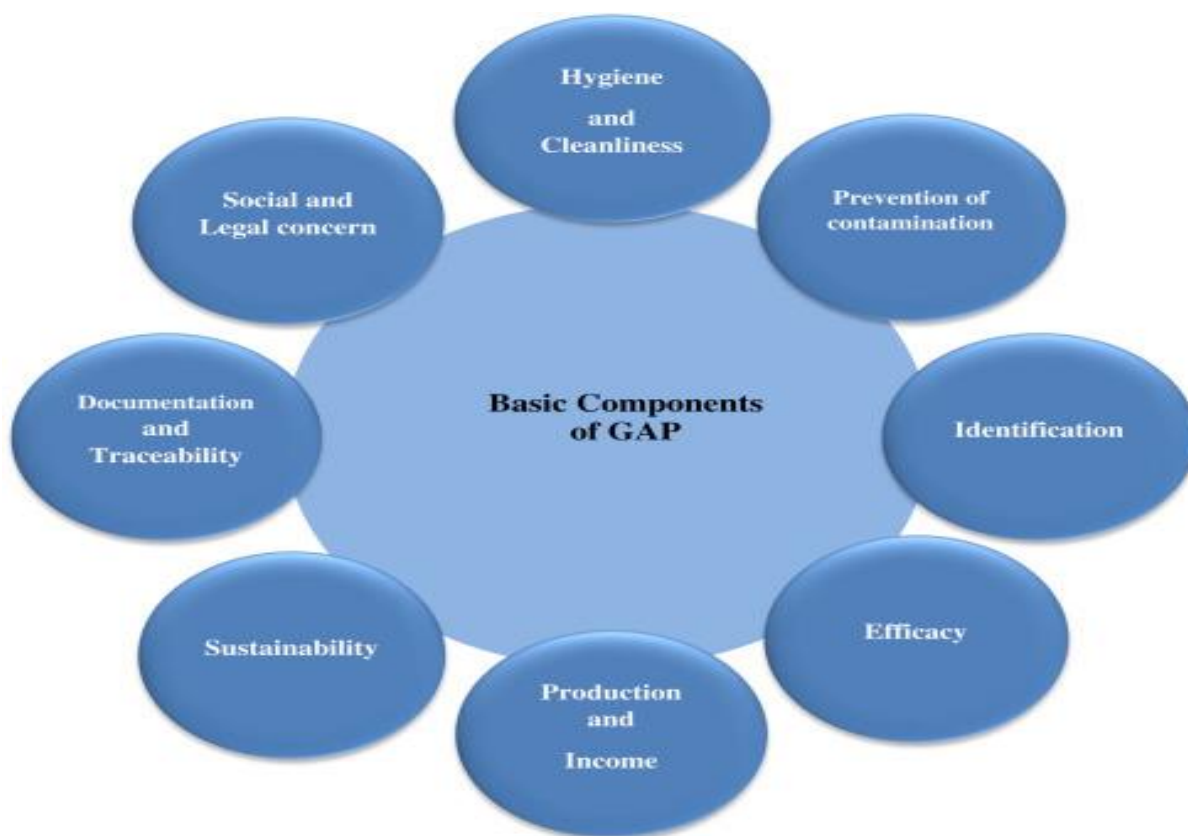 Hygiene
and
Cleanliness
Prevention of
contamination
Identification
Efficacy
Production
and
Income
Sustainability
Documentation
and
Traceability
Social and
Legal concern
Basic Components
of GAP